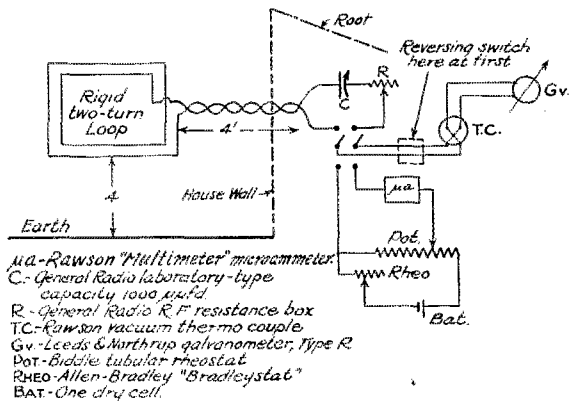 Roof
Reversing switch
here at first
R
C
Gv.
T.C.
Rigid
two-turn
Loop
4'
4
House Wall
μa
Earth
Pot.
Rheo
Bat.
μa-Rawson "Multimeter" microammeter.
C.-General Radio laboratory-type
capacity 1000 μμfd.
R-General Radio R.F. resistance box
T.C.-Rawson vacuum thermo couple
Gv.-Leeds & Northrup galvanometer, Type R
POT.-Biddle tubular rheostat
RHEO-Allen-Bradley "Bradleystat"
BAT.-One dry cell.